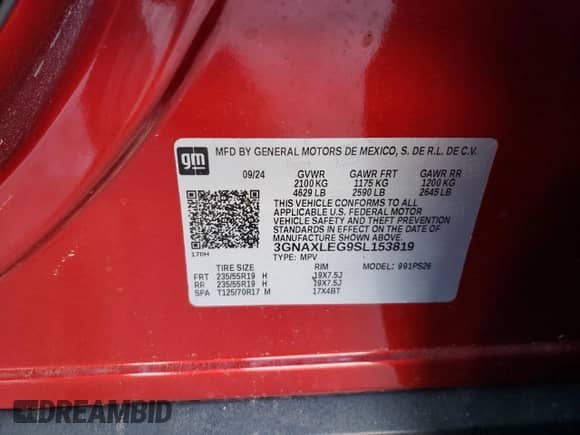 gm MFD BY GENERAL MOTORS DE MEXICO, S. DE R.L. DE C.V.
09/24 GVWR GAWR FRT GAWR RR
2100 KG 1175 KG 1200 KG
4629 LB 2590 LB 2645 LB
THIS VEHICLE CONFORMS TO ALL
APPLICABLE U.S. FEDERAL MOTOR
VEHICLE SAFETY AND THEFT PREVENTION
STANDARDS IN EFFECT ON THE DATE OF
MANUFACTURE SHOWN ABOVE.
17DH 3GNAXLEG9SL153819
TYPE: MPV MODEL: 991PS26
TIRE SIZE RIM
FRT 235/55R19 H 19X7.5J
RR 235/55R19 H 19X7.5J
SPA T125/70R17 M 17X4BT
DREAMBID